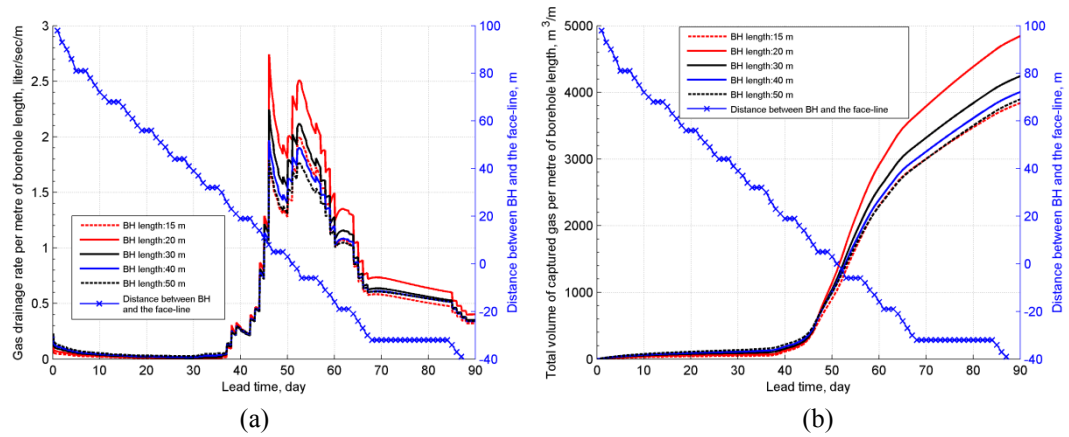 Gas drainage rate per metre of borehole length, liter/sec/m
3
2.5
2
1.5
1
0.5
0
BH length:15 m
BH length:20 m
BH length:30 m
BH length:40 m
BH length:50 m
Distance between BH
and the face-line
100
80
60
40
20
0
-20
-40
Distance between BH and the face-line, m
0 10 20 30 40 50 60 70 80 90
Lead time, day
(a)
Total volume of captured gas per metre of borehole length, m³/m
5000
4000
3000
2000
1000
0
BH length:15 m
BH length:20 m
BH length:30 m
BH length:40 m
BH length:50 m
Distance between BH and the face-line
100
80
60
40
20
0
-20
-40
Distance between BH and the face-line, m
0 10 20 30 40 50 60 70 80 90
Lead time, day
(b)